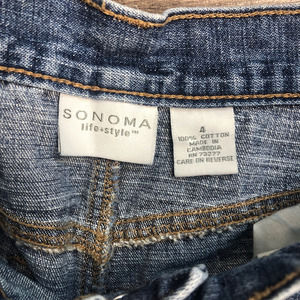 SONOMA
life+style™
4
100% COTTON
MADE IN
CAMBODIA
RN 73277
CARE ON REVERSE